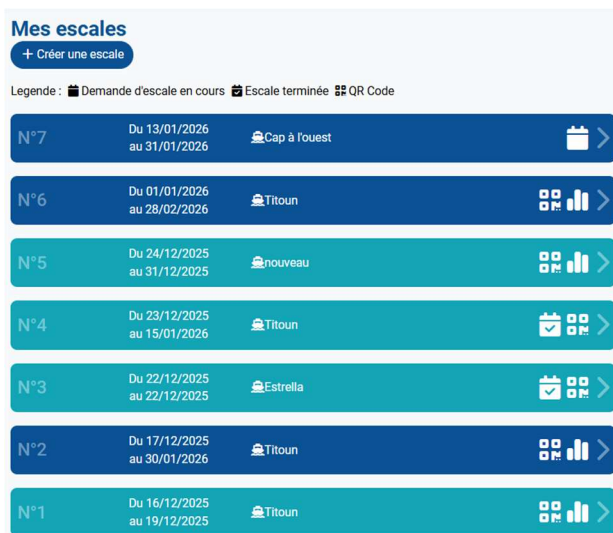 Mes escales
+ Créer une escale
Legende : Demande d'escale en cours Escale terminée QR Code
N°7 Du 13/01/2026 au 31/01/2026 Cap à l'ouest
N°6 Du 01/01/2026 au 28/02/2026 Titoun
N°5 Du 24/12/2025 au 31/12/2025 nouveau
N°4 Du 23/12/2025 au 15/01/2026 Titoun
N°3 Du 22/12/2025 au 22/12/2025 Estrella
N°2 Du 17/12/2025 au 30/01/2026 Titoun
N°1 Du 16/12/2025 au 19/12/2025 Titoun